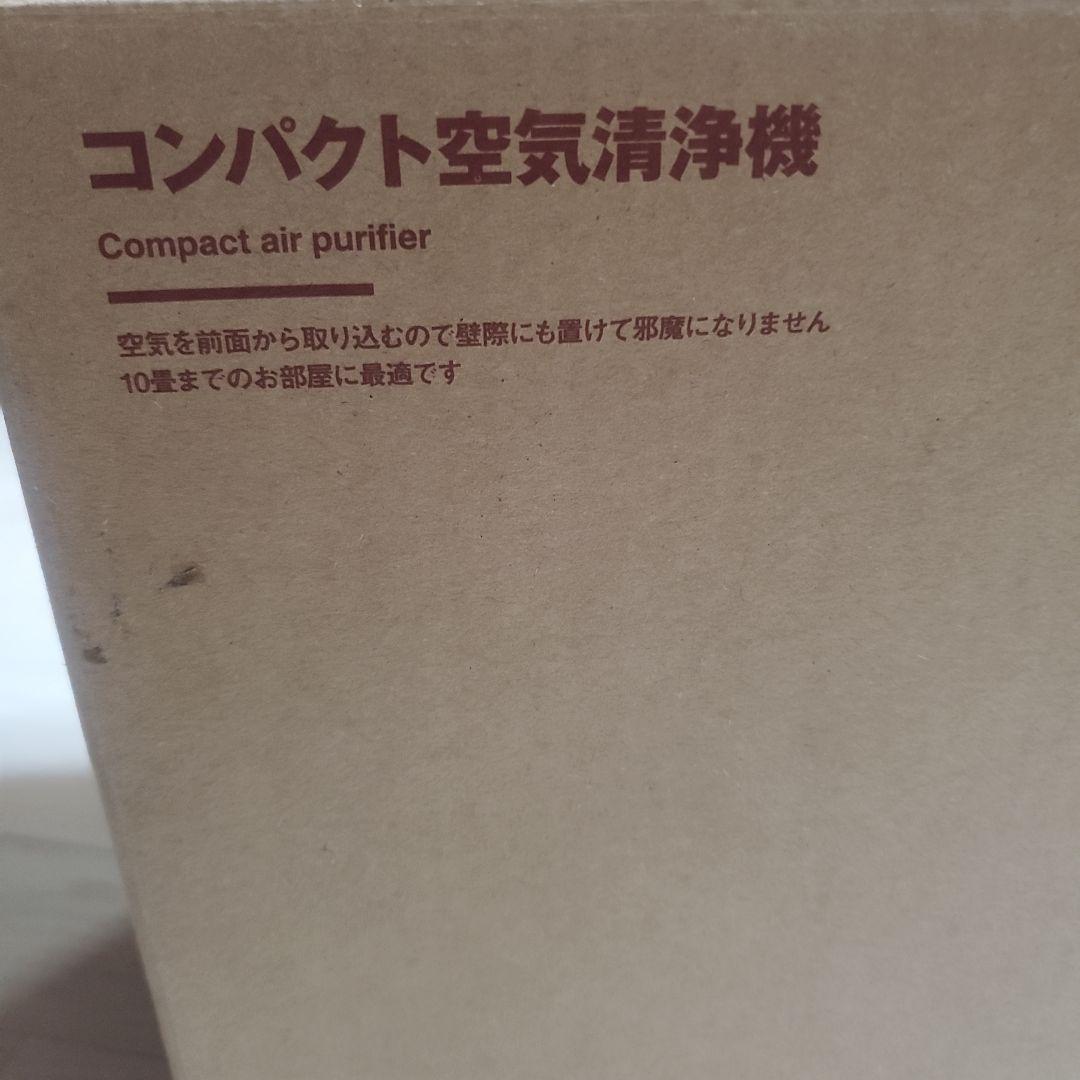 コンパクト空気清浄機
Compact air purifier
空気を前面から取り込むので壁際にも置けて邪魔になりません
10畳までのお部屋に最適です